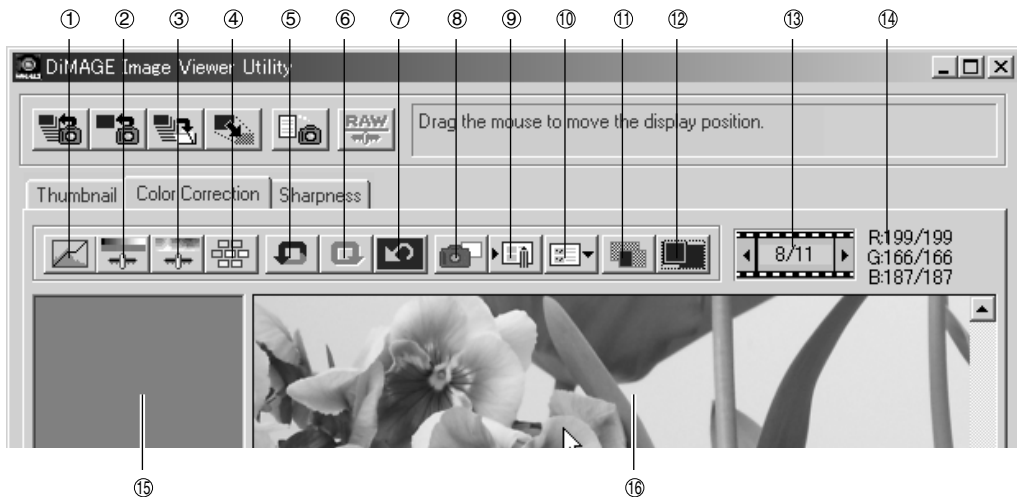 ① ② ③ ④ ⑤ ⑥ ⑦ ⑧ ⑨ ⑩ ⑪ ⑫ ⑬ ⑭
DiMAGE Image Viewer Utility
RAW
Drag the mouse to move the display position.
Thumbnail Color Correction Sharpness
8/11
R:199/199
G:166/166
B:187/187
⑮ ⑯